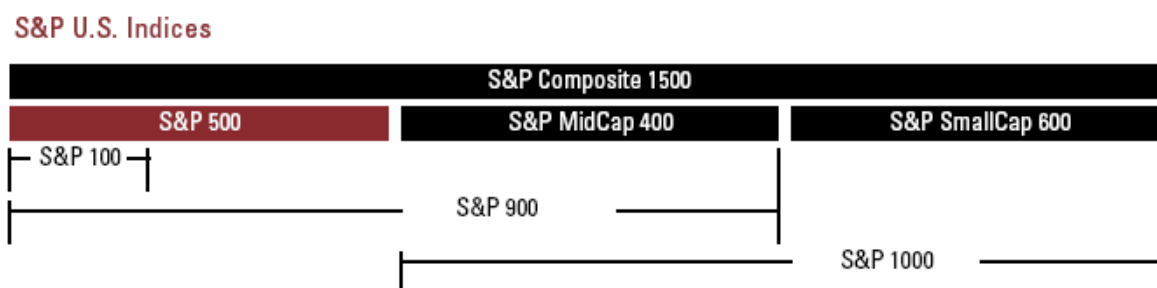 S&P U.S. Indices
S&P Composite 1500
S&P 500 S&P MidCap 400 S&P SmallCap 600
S&P 100
S&P 900
S&P 1000